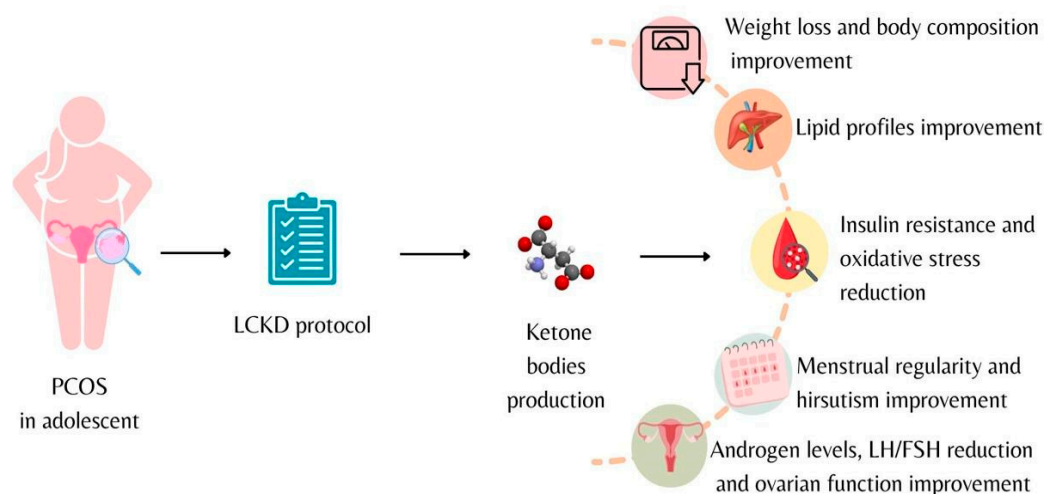 Weight loss and body composition
improvement
Lipid profiles improvement
Insulin resistance and
oxidative stress
reduction
LCKD protocol
Ketone
bodies
production
PCOS
in adolescent
Menstrual regularity and
hirsutism improvement
Androgen levels, LH/FSH reduction
and ovarian function improvement